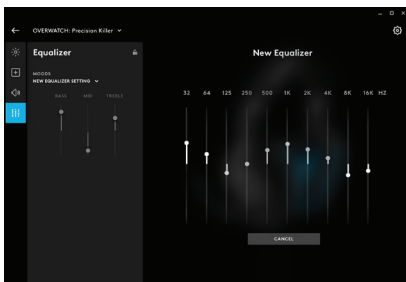 OVERWATCH: Precision Killer
Equalizer
New Equalizer
MOODS
NEW EQUALIZER SETTING
BASS MID TREBLE
32 64 125 250 500 1K 2K 4K 8K 16K HZ
CANCEL